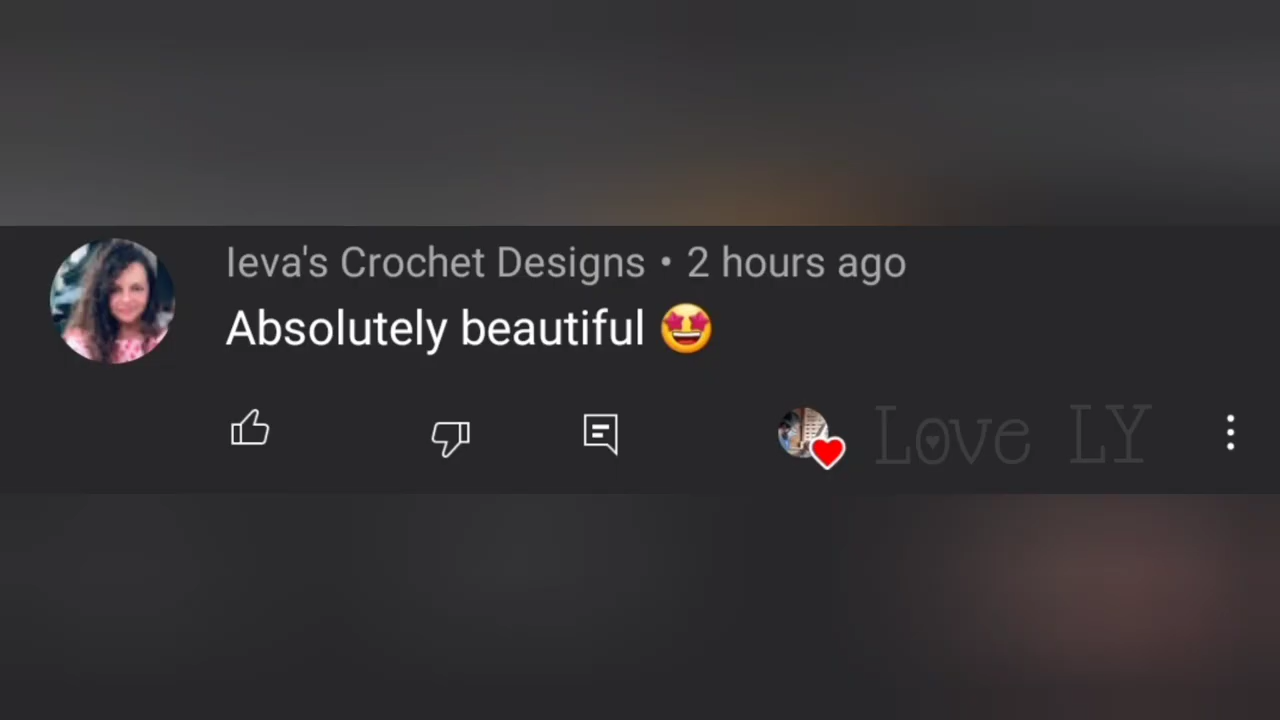 Ieva's Crochet Designs • 2 hours ago
Absolutely beautiful 🤩
Love LY